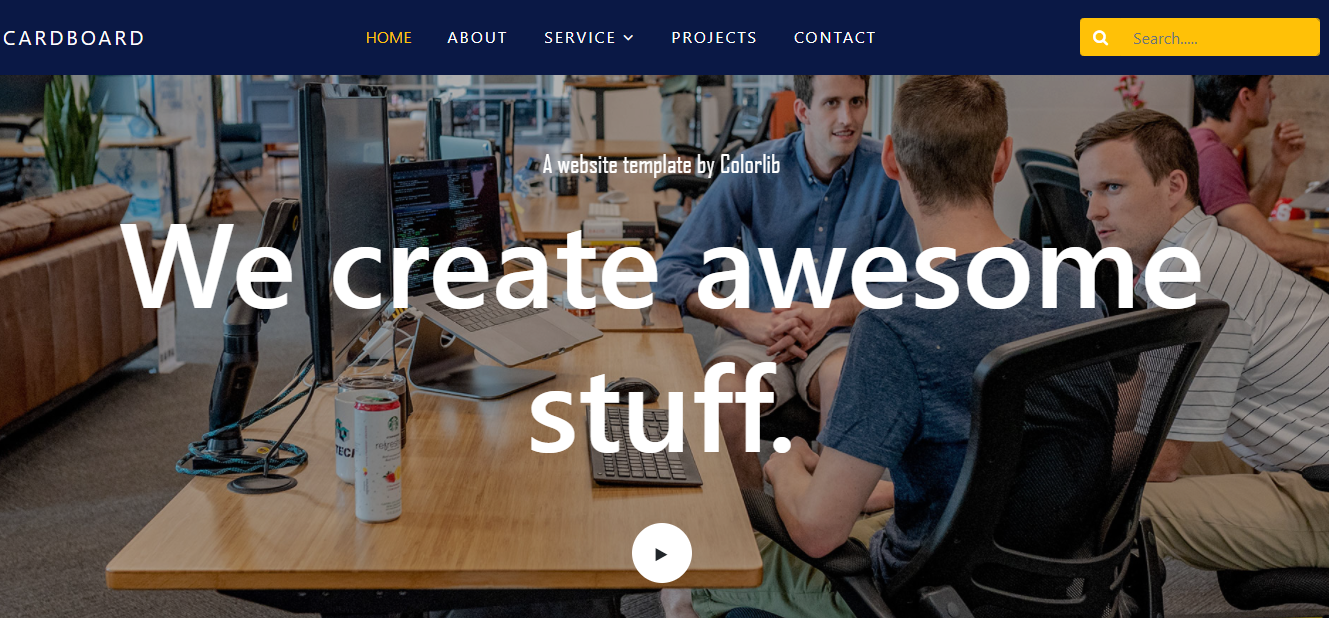 CARDBOARD
HOME ABOUT SERVICE PROJECTS CONTACT
Search.....
A website template by Colorlib
We create awesome
stuff.